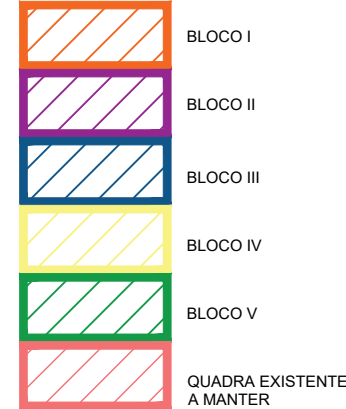 BLOCO I
BLOCO II
BLOCO III
BLOCO IV
BLOCO V
QUADRA EXISTENTE
A MANTER